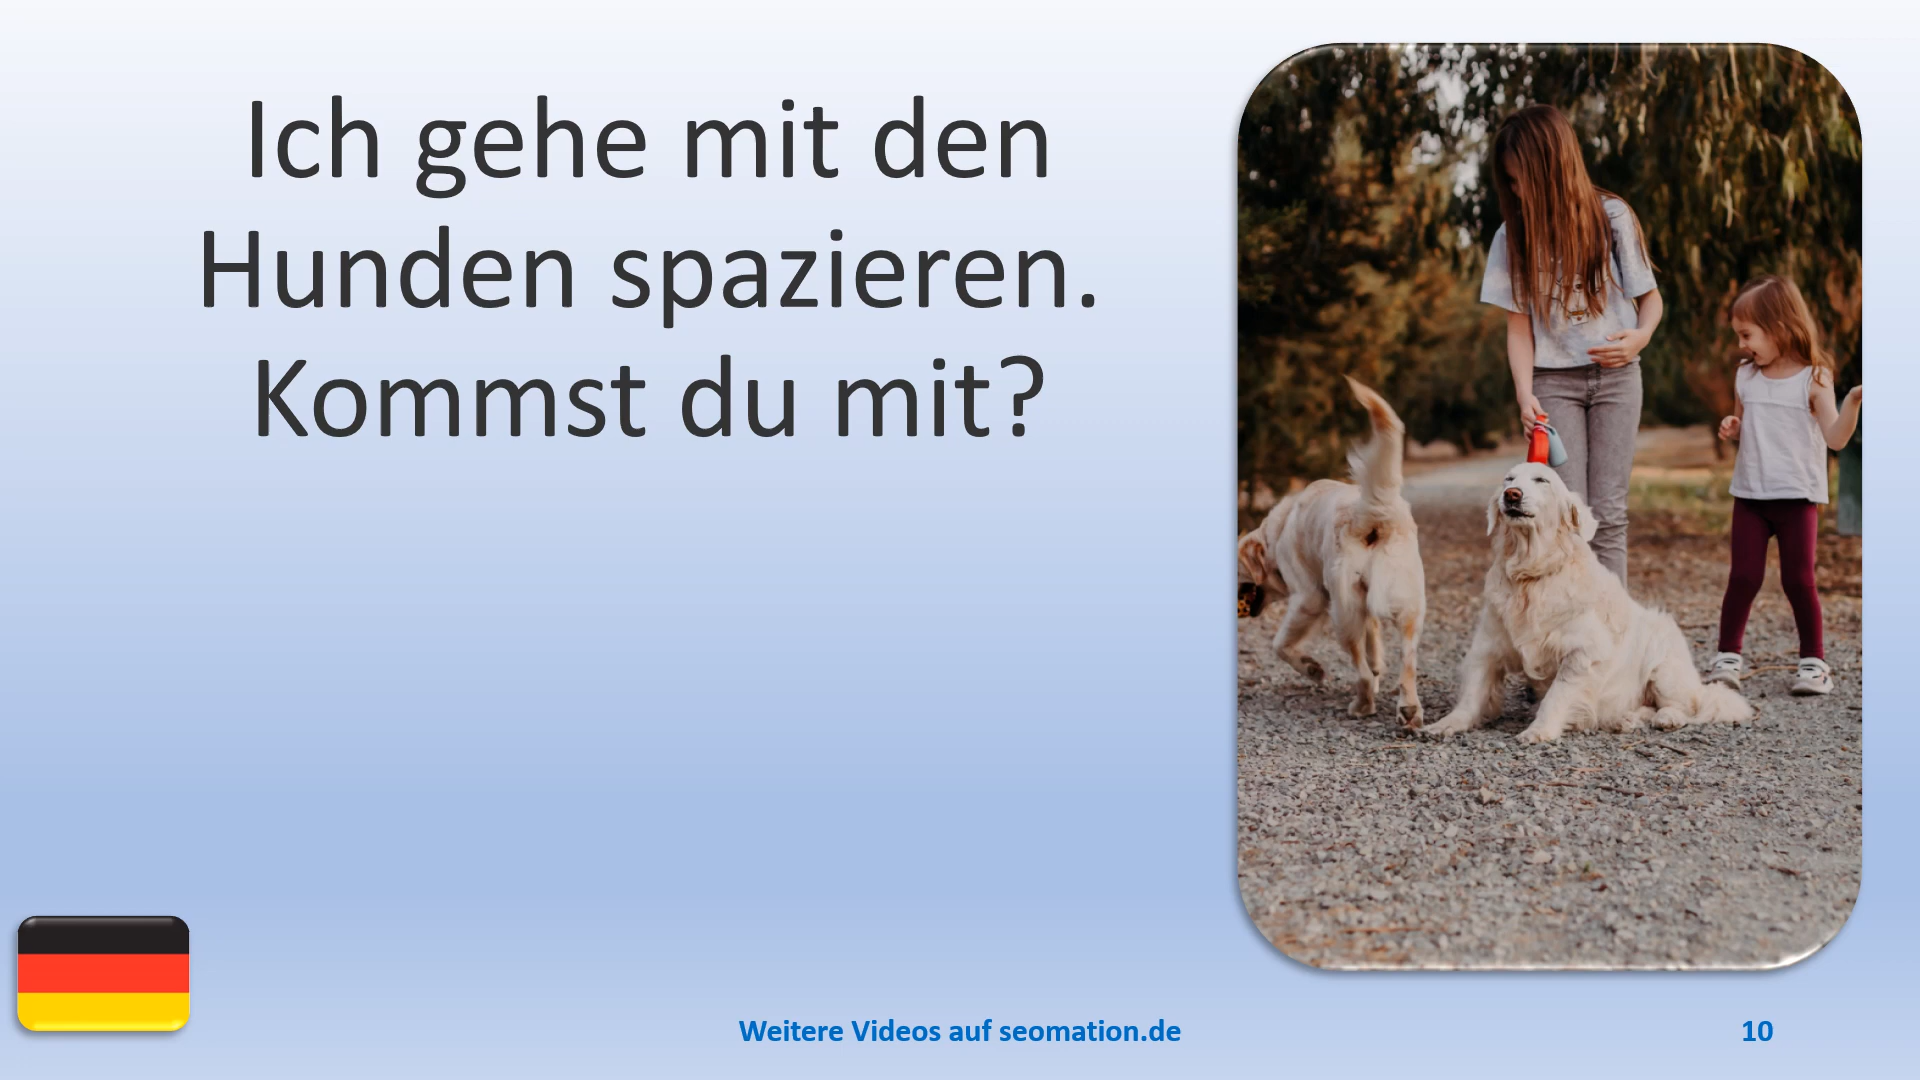 Ich gehe mit den
Hunden spazieren.
Kommst du mit?
Weitere Videos auf seomation.de
10